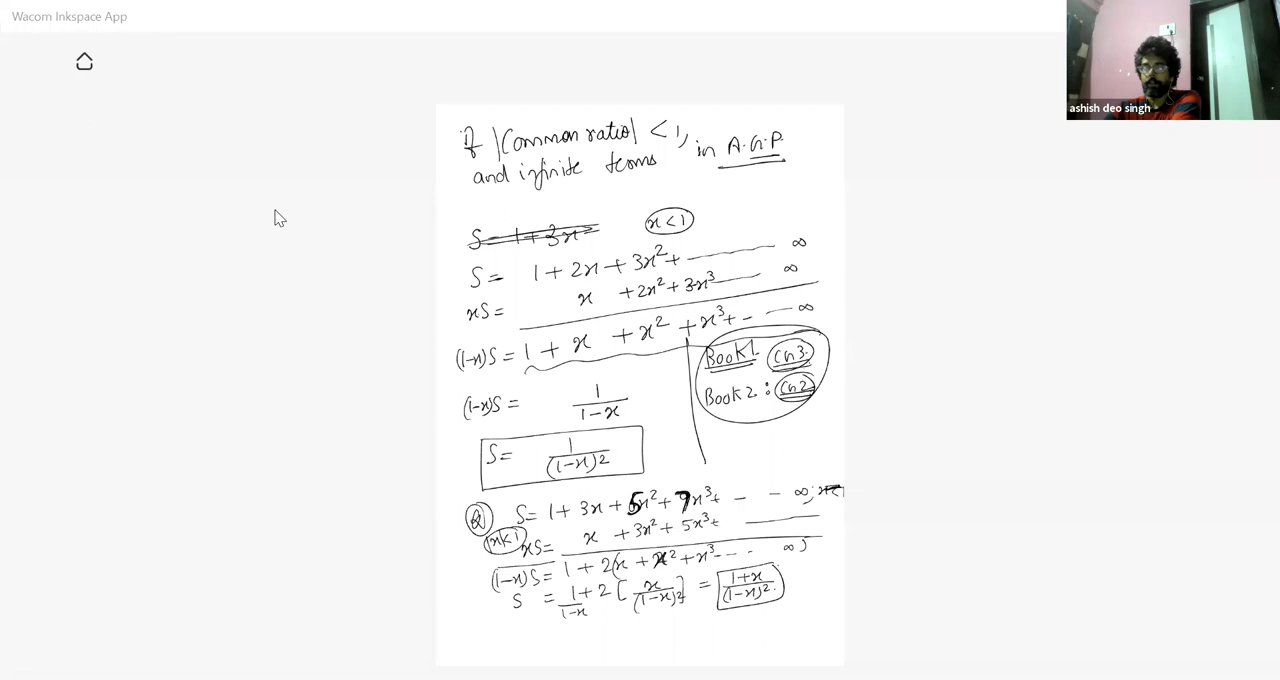 Wacom Inkspace App
ashish deo singh
If |Common ratio| < 1, in A.G.P.
and infinite terms
S = 1 + 3x²
x < 1
S = 1 + 2x + 3x² + ——— ∞
xS = x + 2x² + 3x³ —— ∞
(1-x)S = 1 + x + x² + x³ + - —— ∞
Book1 Ch3
Book2 : Ch2
(1-x)S = 1/(1-x)
S = 1/(1-x)²
Q S = 1 + 3x + 5x² + 7x³ + - - ∞;
|x|<1
xS = x + 3x² + 5x³ + ———
(1-x)S = 1 + 2(x + x² + x³ - - - ∞)
S = 1/(1-x) + 2[x/(1-x)²] = (1+x)/(1-x)²